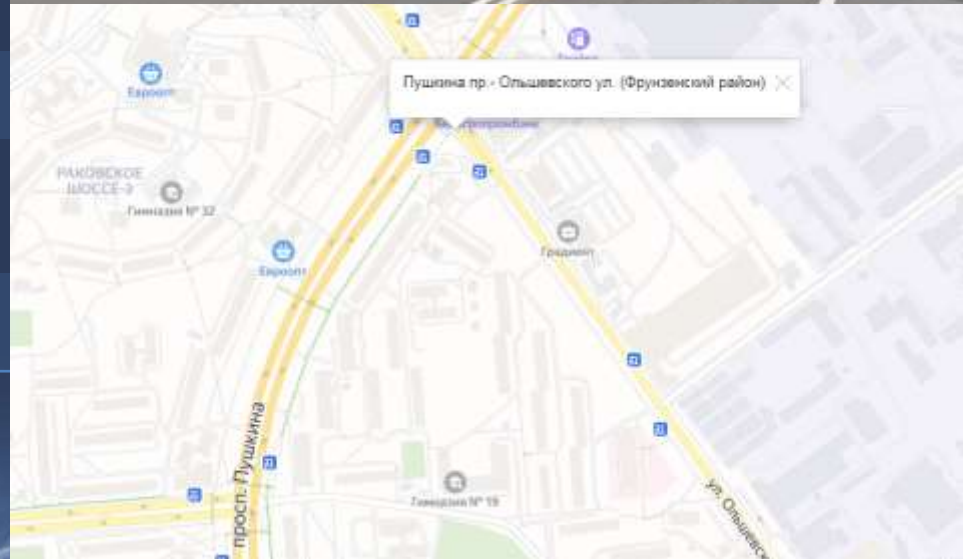 Пушкина пр.- Ольшевского ул. (Фрунзенский район)
Евроопт
РАКОВСКОЕ
ШОССЕ-3
Гимназия № 32
Евроопт
Градиент
просп. Пушкина
Гимназия № 19
ул. Ольшевск